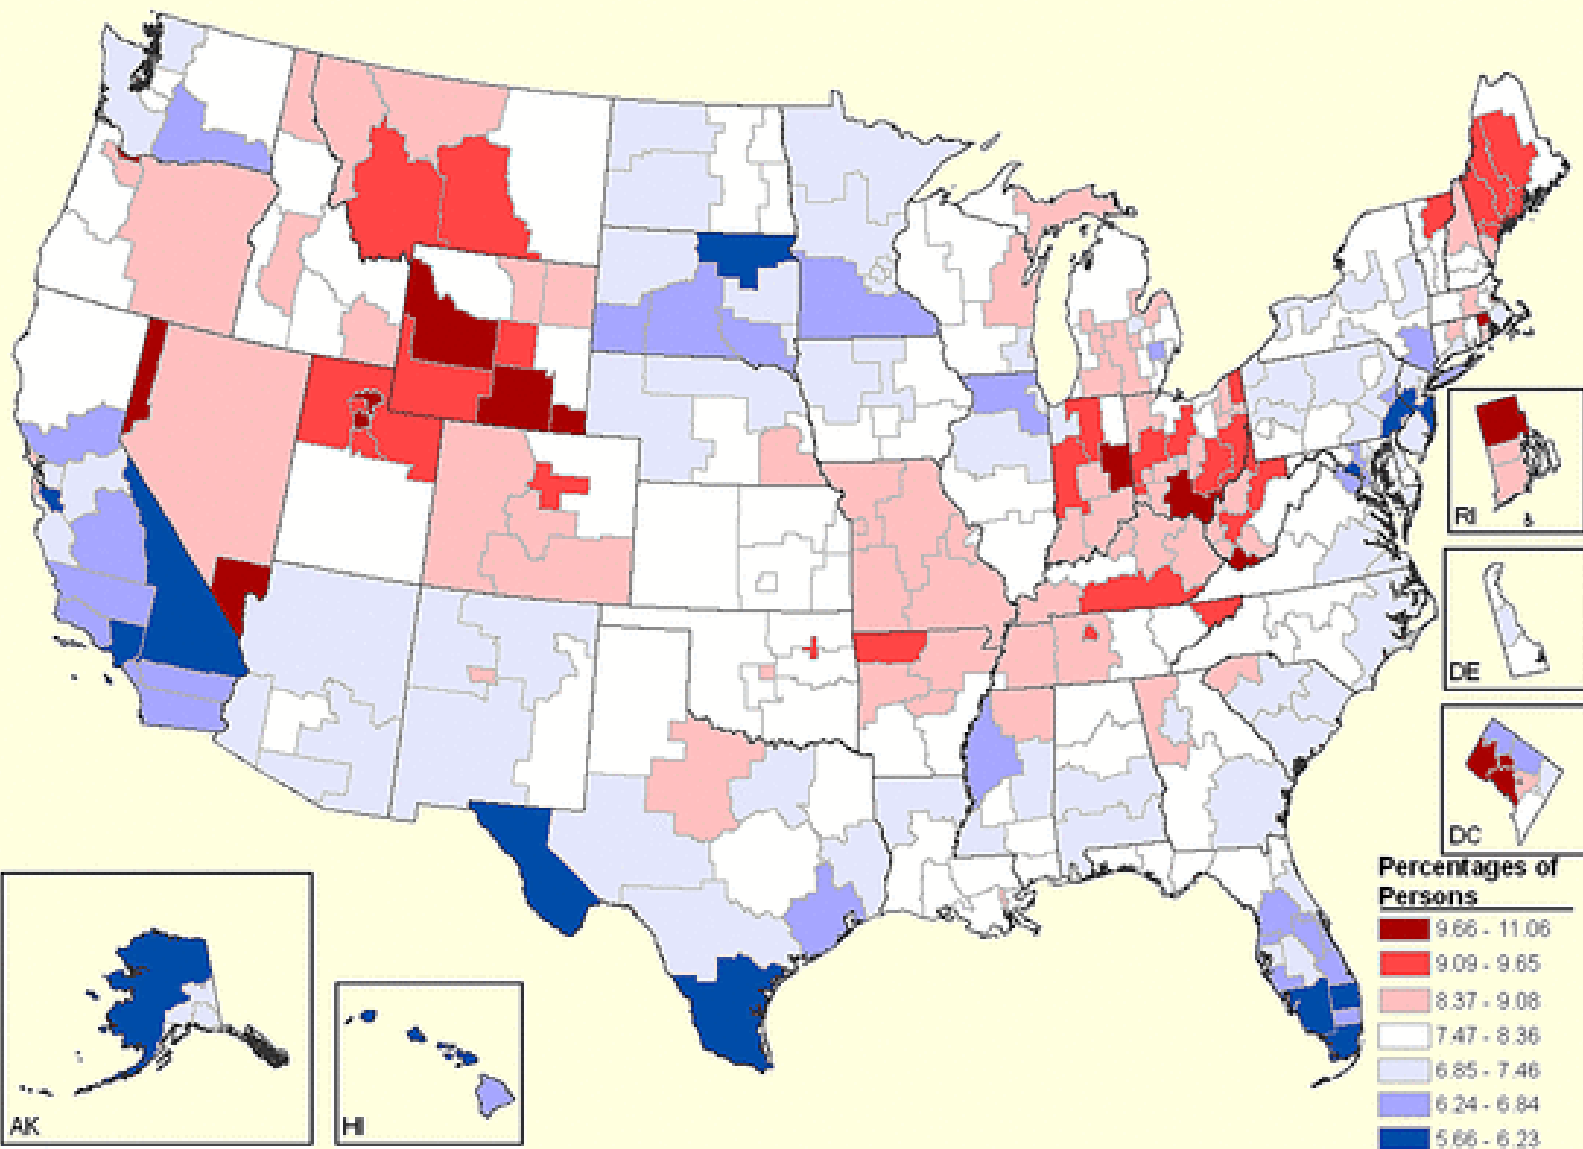 RI
DE
DC
Percentages of
Persons
9.66 - 11.06
9.09 - 9.65
8.37 - 9.08
7.47 - 8.36
6.85 - 7.46
6.24 - 6.84
5.66 - 6.23
AK
HI